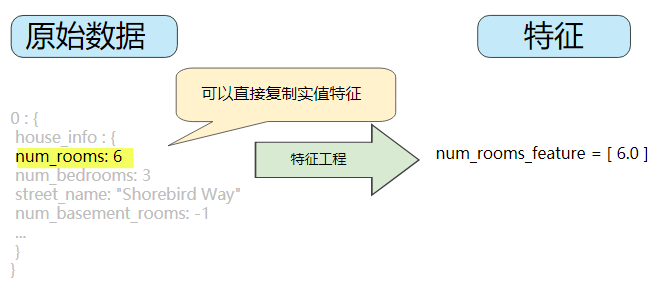 原始数据
特征
可以直接复制实值特征
0 : {
house_info : {
num_rooms: 6
num_bedrooms: 3
street_name: "Shorebird Way"
num_basement_rooms: -1
...
}
}
特征工程
num_rooms_feature = [ 6.0 ]